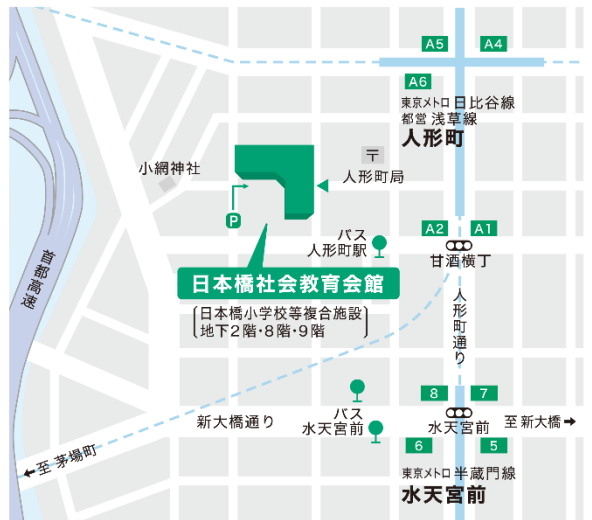 A5
A4
A6
東京メトロ 日比谷線
都営 浅草線
人形町
〒
人形町局
小網神社
P
バス
人形町駅
A2
A1
甘酒横丁
日本橋社会教育会館
日本橋小学校等複合施設
地下2階・8階・9階
首都高速
人形町通り
8
7
バス
水天宮前
新大橋通り
水天宮前
至 新大橋→
6
5
←至 茅場町
東京メトロ 半蔵門線
水天宮前